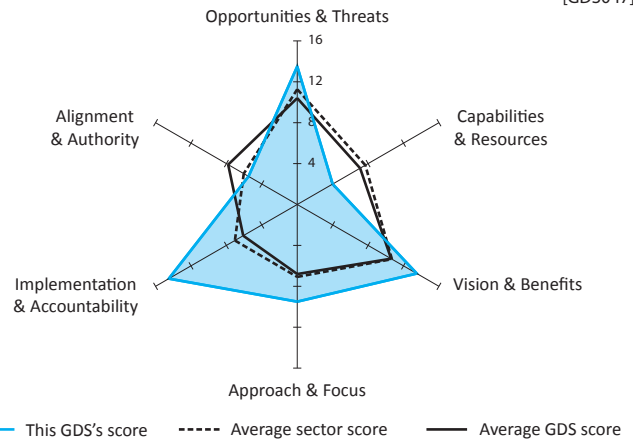 Opportunities & Threats
16
12
8
4
Alignment
& Authority
Capabilities
& Resources
Implementation
& Accountability
Vision & Benefits
Approach & Focus
This GDS's score
Average sector score
Average GDS score